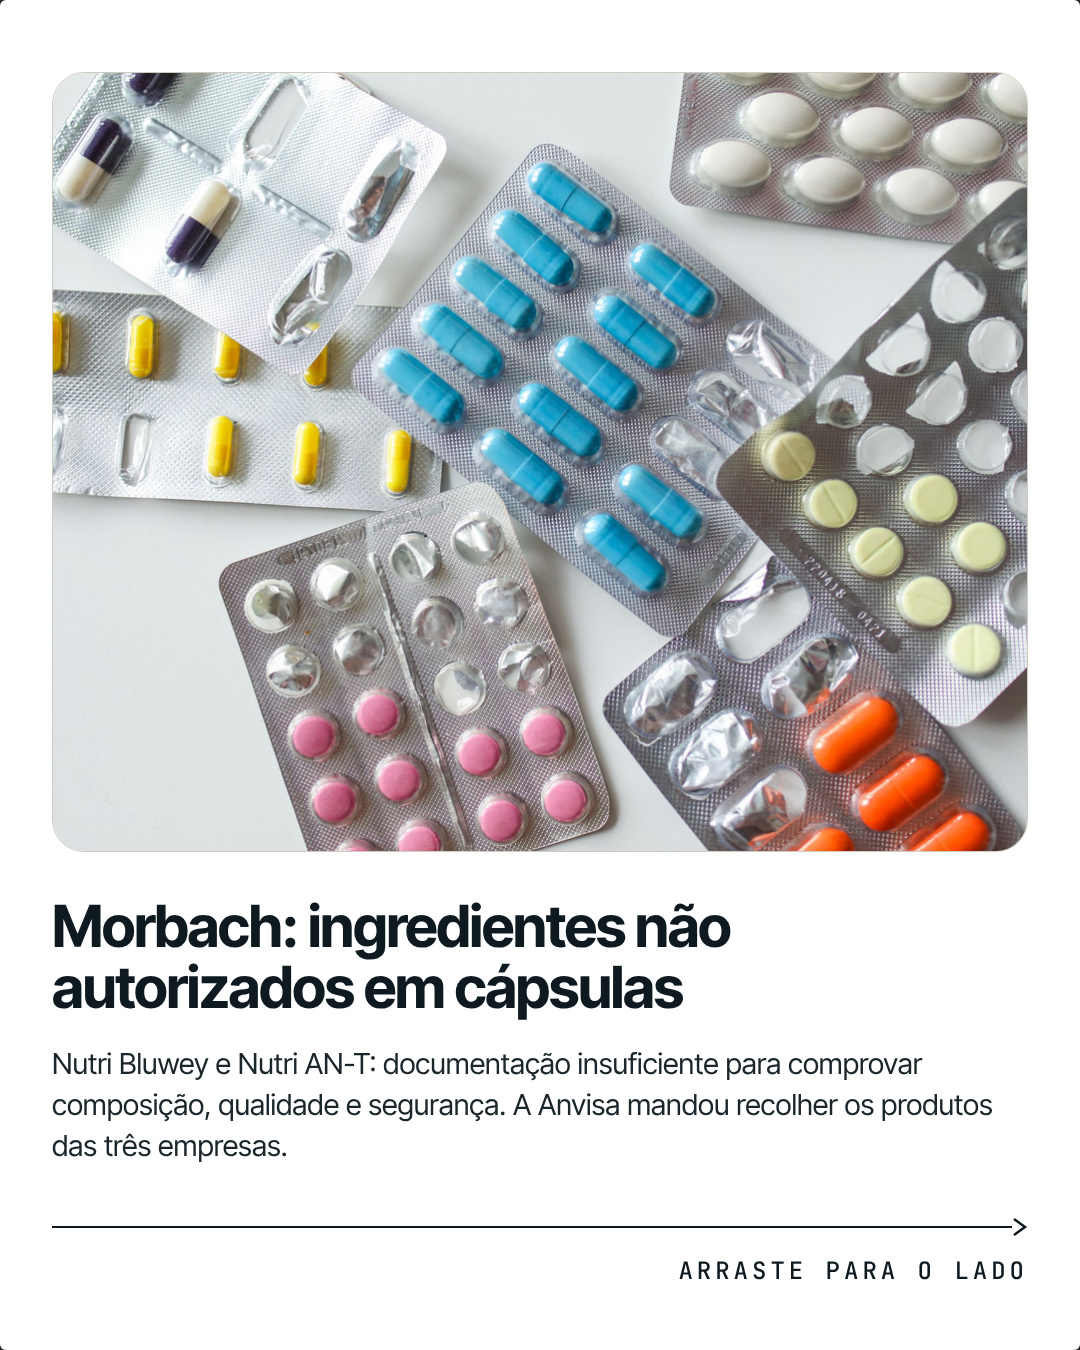 Morbach: ingredientes não
autorizados em cápsulas
Nutri Bluwey e Nutri AN-T: documentação insuficiente para comprovar
composição, qualidade e segurança. A Anvisa mandou recolher os produtos
das três empresas.
ARRASTE PARA O LADO